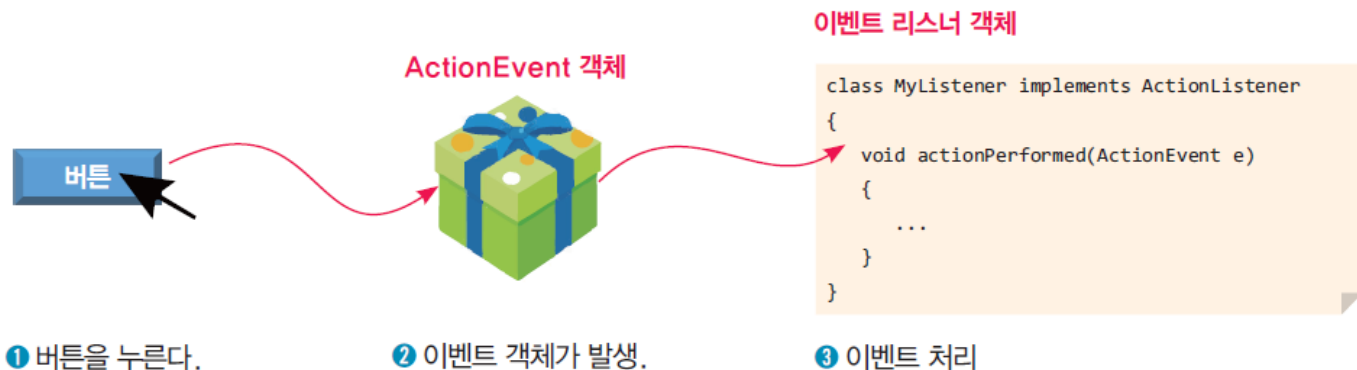 이벤트 리스너 객체
ActionEvent 객체
class MyListener implements ActionListener
{
void actionPerformed(ActionEvent e)
{
...
}
}
버튼
❶ 버튼을 누른다.
❷ 이벤트 객체가 발생.
❸ 이벤트 처리